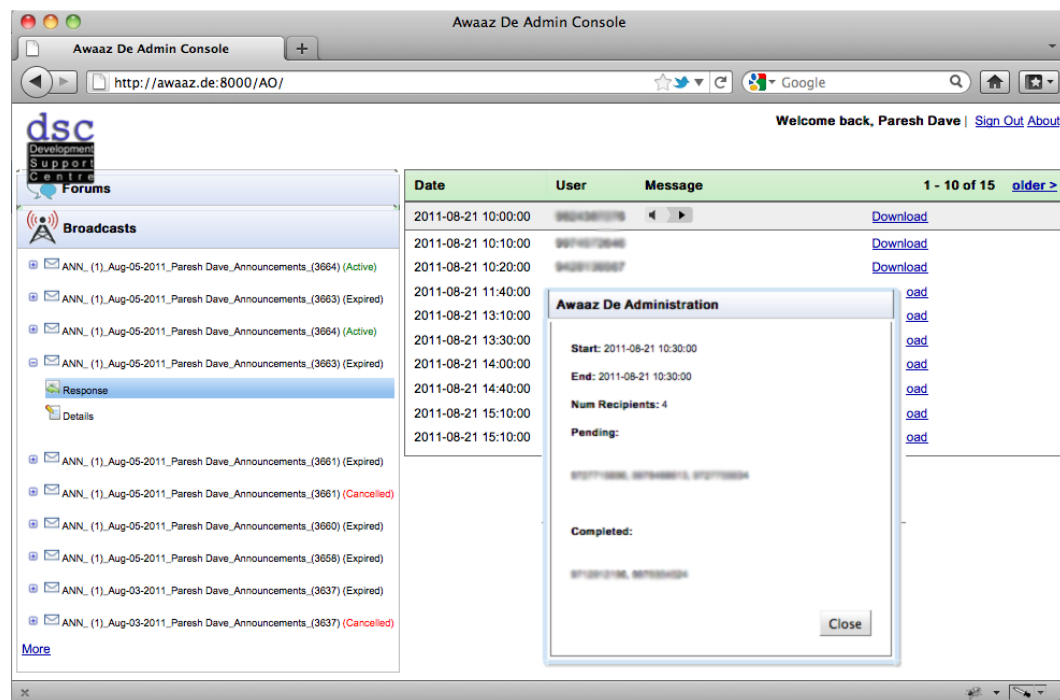 Awaaz De Admin Console
Awaaz De Admin Console
http://awaaz.de:8000/AO/
Google
dsc
Development
Support
Centre
Welcome back, Paresh Dave | Sign Out About
Forums
Broadcasts
ANN_ (1)_Aug-05-2011_Paresh Dave_Announcements_(3664) (Active)
ANN_ (1)_Aug-05-2011_Paresh Dave_Announcements_(3663) (Expired)
ANN_ (1)_Aug-05-2011_Paresh Dave_Announcements_(3664) (Active)
ANN_ (1)_Aug-05-2011_Paresh Dave_Announcements_(3663) (Expired)
Response
Details
ANN_ (1)_Aug-05-2011_Paresh Dave_Announcements_(3661) (Expired)
ANN_ (1)_Aug-05-2011_Paresh Dave_Announcements_(3661) (Cancelled)
ANN_ (1)_Aug-05-2011_Paresh Dave_Announcements_(3660) (Expired)
ANN_ (1)_Aug-05-2011_Paresh Dave_Announcements_(3658) (Expired)
ANN_ (1)_Aug-03-2011_Paresh Dave_Announcements_(3637) (Expired)
ANN_ (1)_Aug-03-2011_Paresh Dave_Announcements_(3637) (Cancelled)
More
Date User Message 1 - 10 of 15 older >
2011-08-21 10:00:00 Download
2011-08-21 10:10:00 Download
2011-08-21 10:20:00 Download
2011-08-21 11:40:00 oad
2011-08-21 13:10:00 oad
2011-08-21 13:30:00 oad
2011-08-21 14:00:00 oad
2011-08-21 14:40:00 oad
2011-08-21 15:10:00 oad
2011-08-21 15:10:00 oad
Awaaz De Administration
Start: 2011-08-21 10:30:00
End: 2011-08-21 10:30:00
Num Recipients: 4
Pending:
Completed:
Close